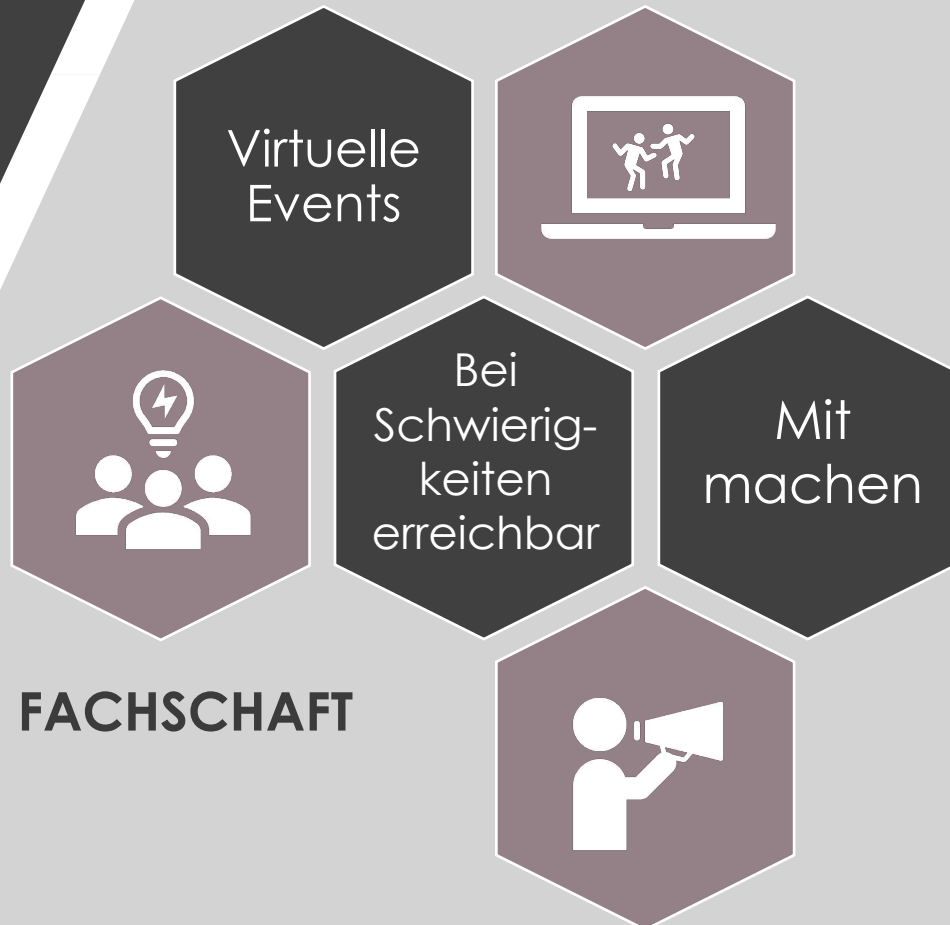 Virtuelle
Events
Bei
Schwierig-
keiten
erreichbar
Mit
machen
FACHSCHAFT